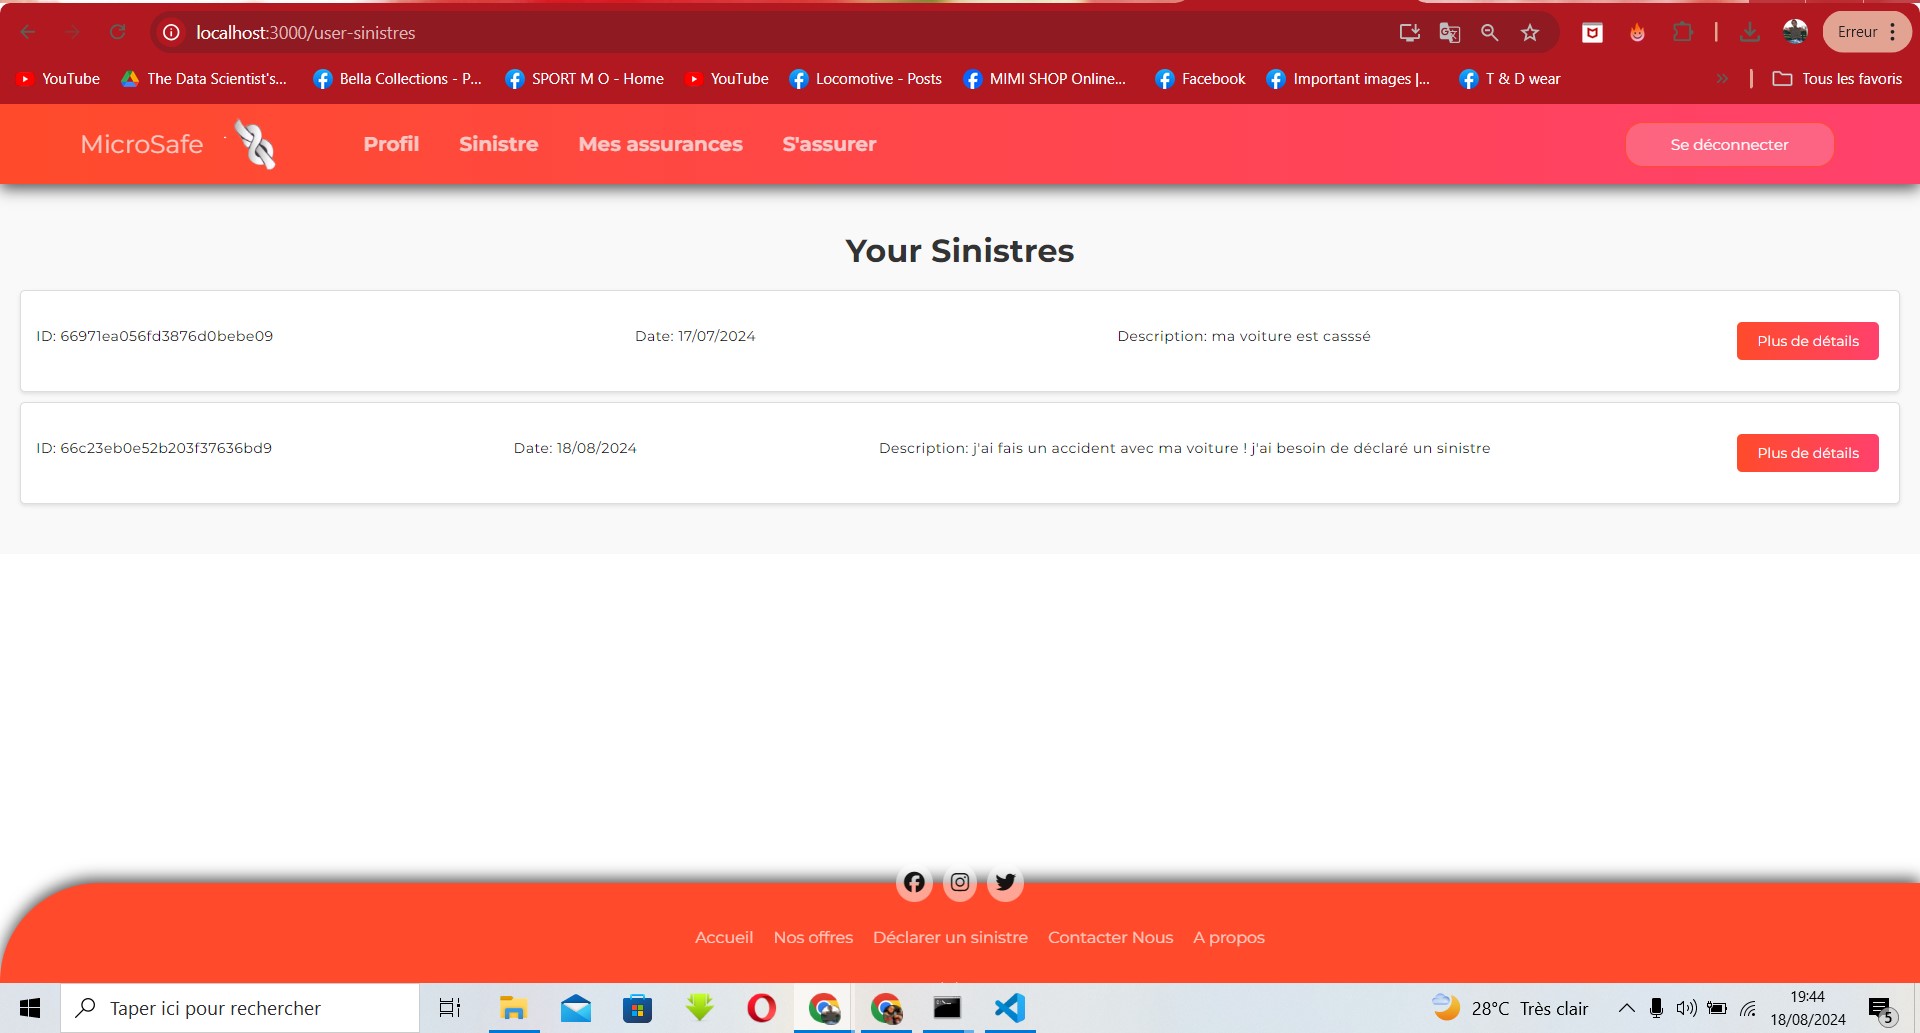 localhost:3000/user-sinistres
Erreur
YouTube The Data Scientist's... Bella Collections - P... SPORT M O - Home YouTube Locomotive - Posts MIMI SHOP Online... Facebook Important images |... T & D wear » Tous les favoris
MicroSafe Profil Sinistre Mes assurances S'assurer Se déconnecter
Your Sinistres
ID: 66971ea056fd3876d0bebe09 Date: 17/07/2024 Description: ma voiture est casssé Plus de détails
ID: 66c23eb0e52b203f37636bd9 Date: 18/08/2024 Description: j'ai fais un accident avec ma voiture ! j'ai besoin de déclaré un sinistre Plus de détails
Accueil Nos offres Déclarer un sinistre Contacter Nous A propos
Taper ici pour rechercher
28°C Très clair
19:44
18/08/2024
5